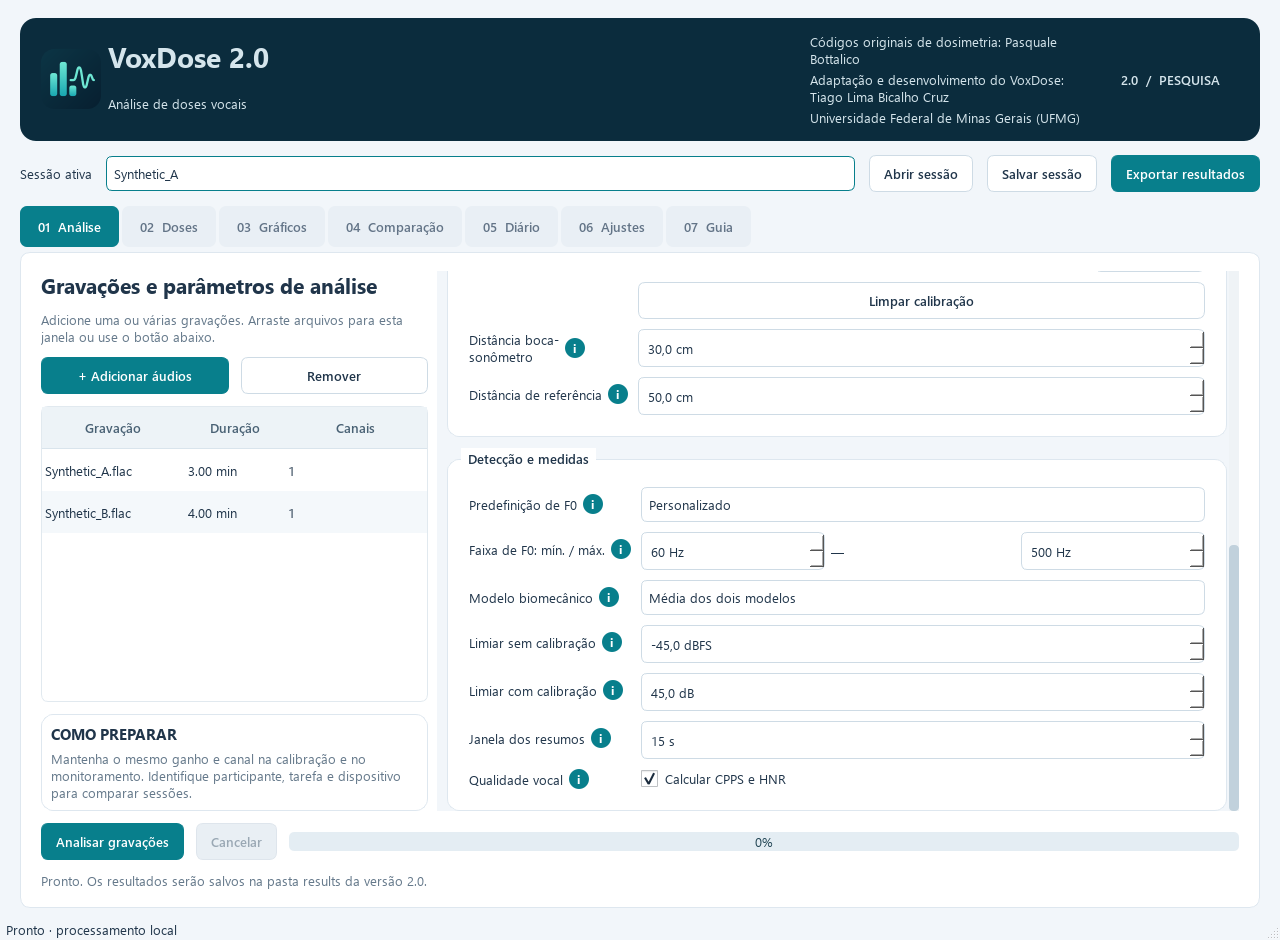 VoxDose 2.0
Análise de doses vocais
Códigos originais de dosimetria: Pasquale
Bottalico
Adaptação e desenvolvimento do VoxDose:
Tiago Lima Bicalho Cruz
Universidade Federal de Minas Gerais (UFMG)
2.0 / PESQUISA
Sessão ativa
Synthetic_A
Abrir sessão
Salvar sessão
Exportar resultados
01 Análise
02 Doses
03 Gráficos
04 Comparação
05 Diário
06 Ajustes
07 Guia
Gravações e parâmetros de análise
Adicione uma ou várias gravações. Arraste arquivos para esta
janela ou use o botão abaixo.
+ Adicionar áudios
Remover
Gravação Duração Canais
Synthetic_A.flac 3.00 min 1
Synthetic_B.flac 4.00 min 1
COMO PREPARAR
Mantenha o mesmo ganho e canal na calibração e no
monitoramento. Identifique participante, tarefa e dispositivo
para comparar sessões.
Limpar calibração
Distância boca-
sonômetro
i
30,0 cm
Distância de referência i 50,0 cm
Detecção e medidas
Predefinição de F0 i Personalizado
Faixa de F0: mín. / máx. i 60 Hz — 500 Hz
Modelo biomecânico i Média dos dois modelos
Limiar sem calibração i -45,0 dBFS
Limiar com calibração i 45,0 dB
Janela dos resumos i 15 s
Qualidade vocal i Calcular CPPS e HNR
Analisar gravações
Cancelar
0%
Pronto. Os resultados serão salvos na pasta results da versão 2.0.
Pronto · processamento local